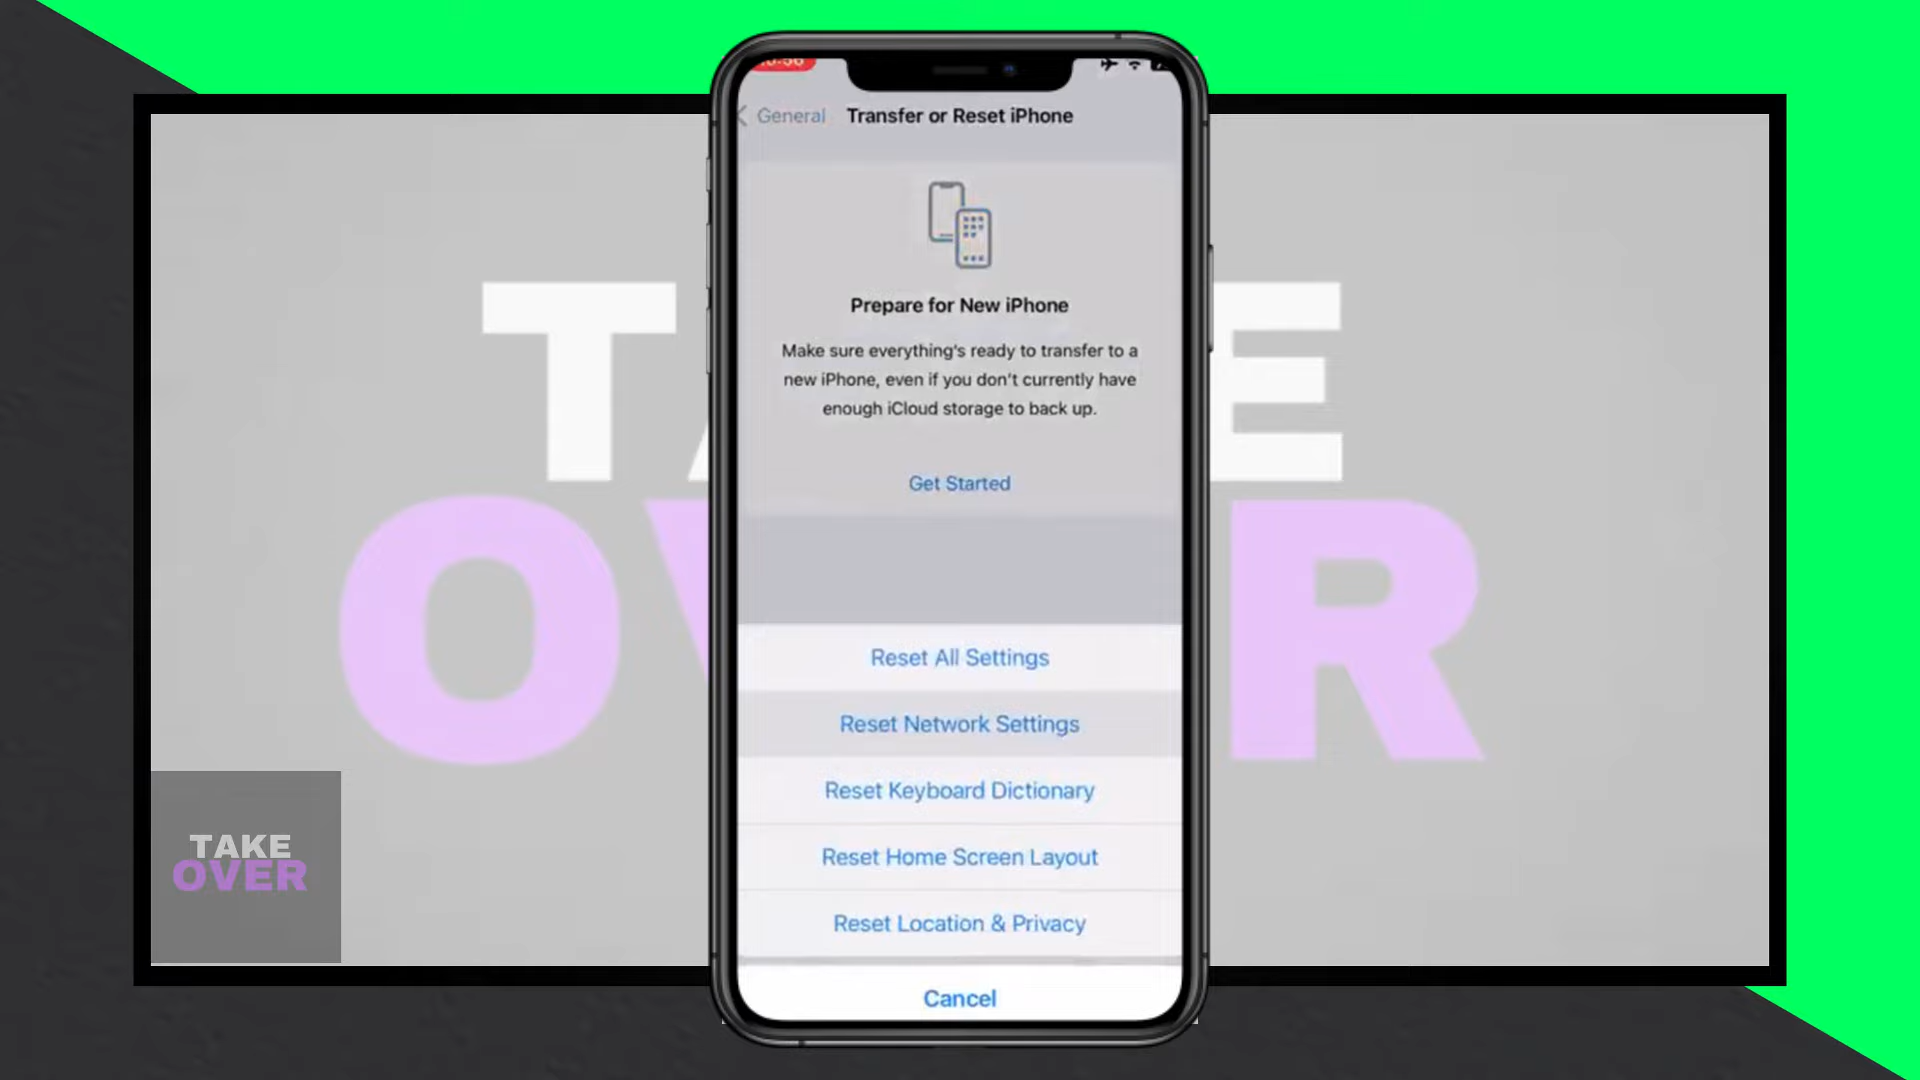 General
Transfer or Reset iPhone
Prepare for New iPhone
Make sure everything's ready to transfer to a
new iPhone, even if you don't currently have
enough iCloud storage to back up.
Get Started
Reset All Settings
Reset Network Settings
Reset Keyboard Dictionary
Reset Home Screen Layout
Reset Location & Privacy
Cancel
TAKE
OVER